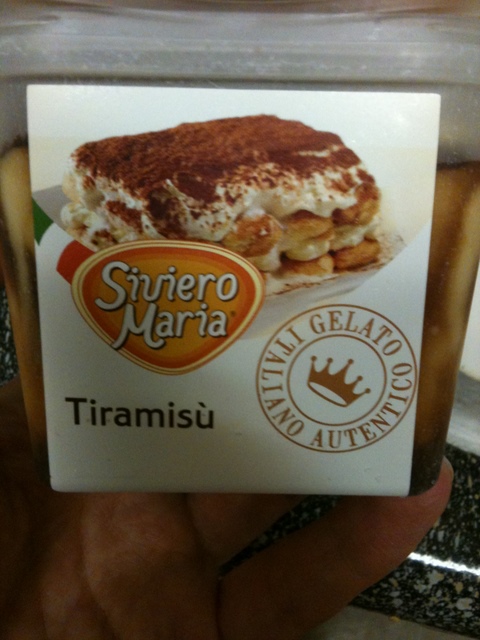 Siviero
Maria®
GELATO
ITALIANO AUTENTICO
Tiramisù